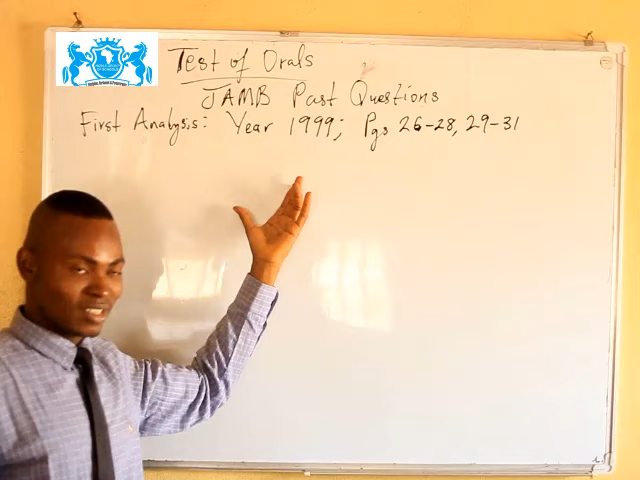 Test of Orals
JAMB Past Questions
First Analysis: Year 1999; Pgs 26-28, 29-31